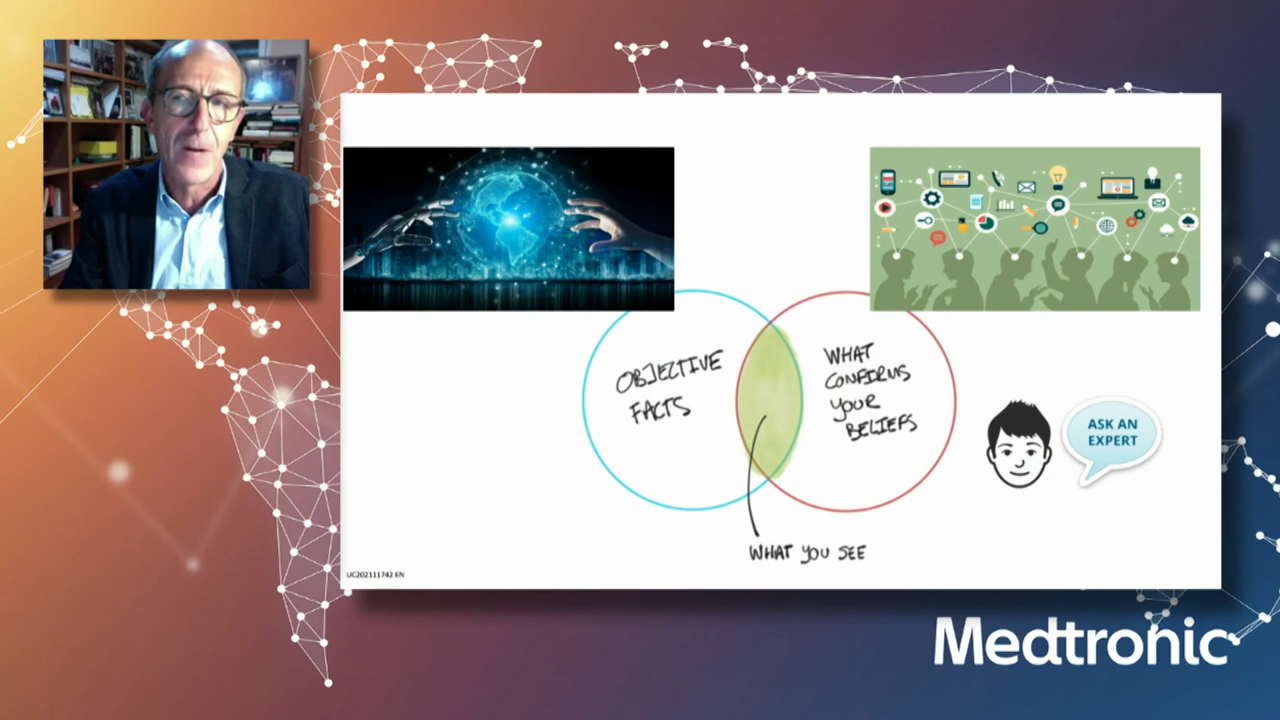 OBJECTIVE
FACTS
WHAT
CONFIRMS
YOUR
BELIEFS
ASK AN
EXPERT
WHAT YOU SEE
UC202111742 EN
Medtronic